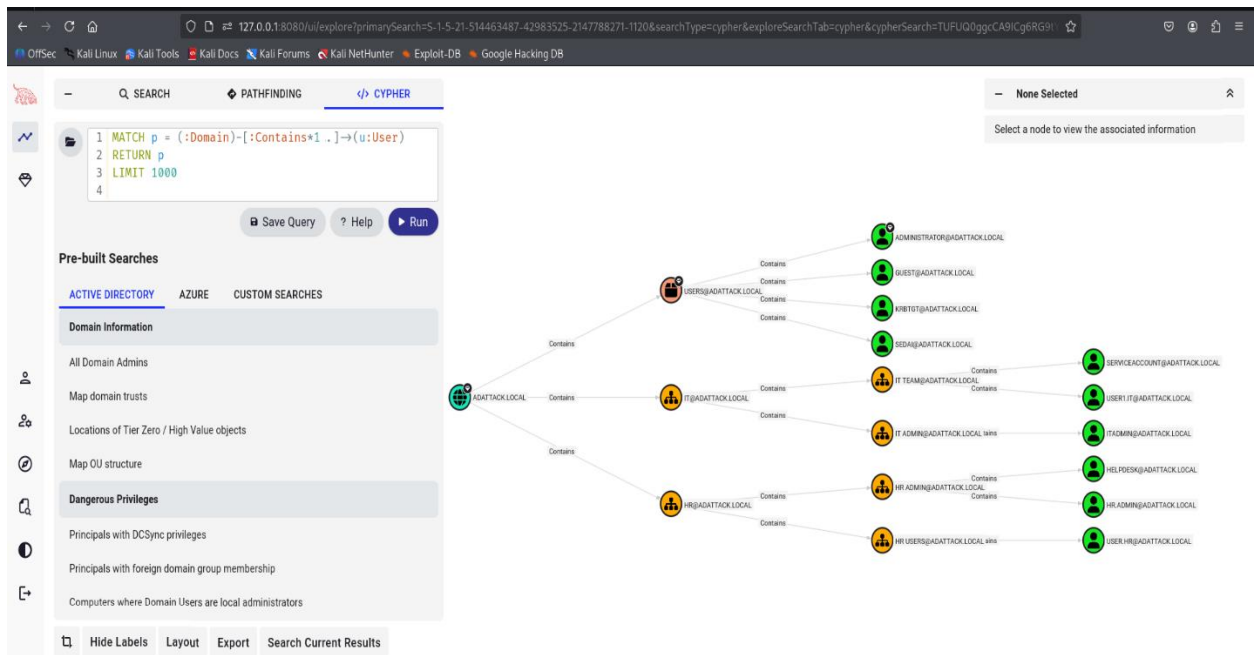 127.0.0.1:8080/ui/explore?primarySearch=S-1-5-21-514463487-42983525-2147788271-1120&searchType=cypher&exploreSearchTab=cypher&cypherSearch=TUFUQ0ggcCA9ICg6RG9t
OffSec Kali Linux Kali Tools Kali Docs Kali Forums Kali NetHunter Exploit-DB Google Hacking DB
SEARCH PATHFINDING </> CYPHER
None Selected
Select a node to view the associated information
1 MATCH p = (:Domain)-[:Contains*1..]→(u:User)
2 RETURN p
3 LIMIT 1000
4
Save Query ? Help Run
Pre-built Searches
ACTIVE DIRECTORY AZURE CUSTOM SEARCHES
Domain Information
All Domain Admins
Map domain trusts
Locations of Tier Zero / High Value objects
Map OU structure
Dangerous Privileges
Principals with DCSync privileges
Principals with foreign domain group membership
Computers where Domain Users are local administrators
Hide Labels Layout Export Search Current Results
ADATTACK.LOCAL
Contains
Contains
Contains
USERS@ADATTACK.LOCAL
Contains
Contains
Contains
Contains
ADMINISTRATOR@ADATTACK.LOCAL
GUEST@ADATTACK.LOCAL
KRBTGT@ADATTACK.LOCAL
SEDAI@ADATTACK.LOCAL
IT@ADATTACK.LOCAL
Contains
Contains
IT TEAM@ADATTACK.LOCAL
Contains
Contains
SERVICEACCOUNT@ADATTACK.LOCAL
USER1.IT@ADATTACK.LOCAL
IT ADMIN@ADATTACK.LOCAL tains
ITADMIN@ADATTACK.LOCAL
HR@ADATTACK.LOCAL
Contains
Contains
HR ADMIN@ADATTACK.LOCAL
Contains
Contains
HELPDESK@ADATTACK.LOCAL
HR.ADMIN@ADATTACK.LOCAL
HR USERS@ADATTACK.LOCAL ains
USER.HR@ADATTACK.LOCAL